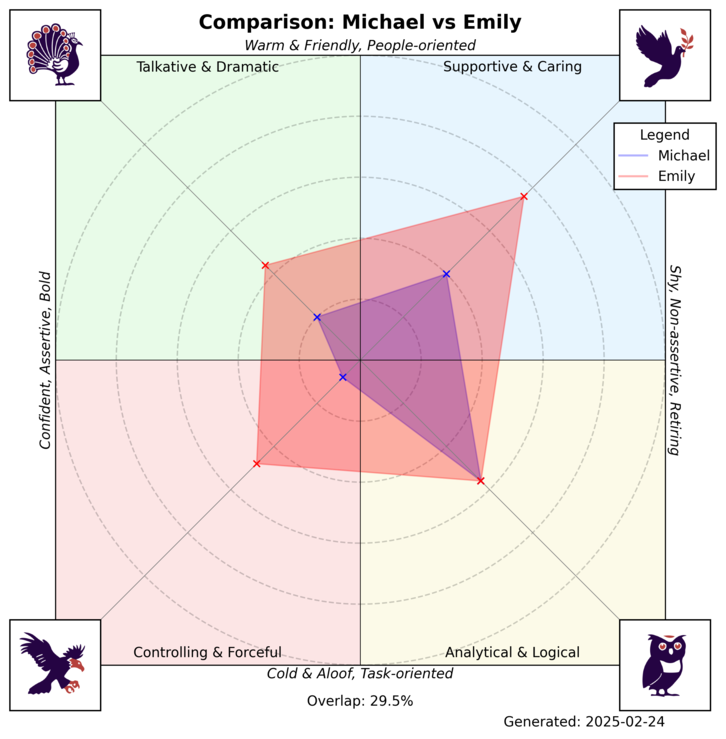 Comparison: Michael vs Emily
Warm & Friendly, People-oriented
Talkative & Dramatic
Supportive & Caring
Legend
Michael
Emily
Confident, Assertive, Bold
Shy, Non-assertive, Retiring
Controlling & Forceful
Analytical & Logical
Cold & Aloof, Task-oriented
Overlap: 29.5%
Generated: 2025-02-24